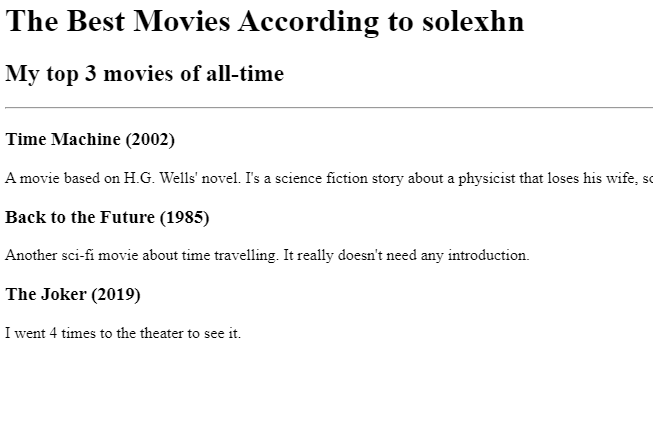 The Best Movies According to solexhn
My top 3 movies of all-time
Time Machine (2002)
A movie based on H.G. Wells' novel. I's a science fiction story about a physicist that loses his wife,
Back to the Future (1985)
Another sci-fi movie about time travelling. It really doesn't need any introduction.
The Joker (2019)
I went 4 times to the theater to see it.